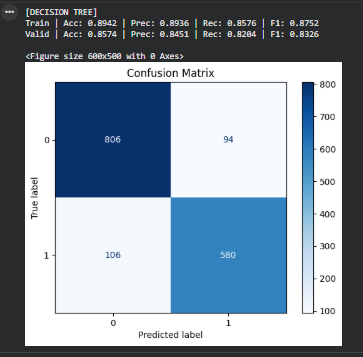 [DECISION TREE]
Train | Acc: 0.8942 | Prec: 0.8936 | Rec: 0.8576 | F1: 0.8752
Valid | Acc: 0.8574 | Prec: 0.8451 | Rec: 0.8204 | F1: 0.8326
<Figure size 600x500 with 0 Axes>
Confusion Matrix
800
0 806 94
700
600
500
True label
400
300
1 106 580
200
100
0 1
Predicted label